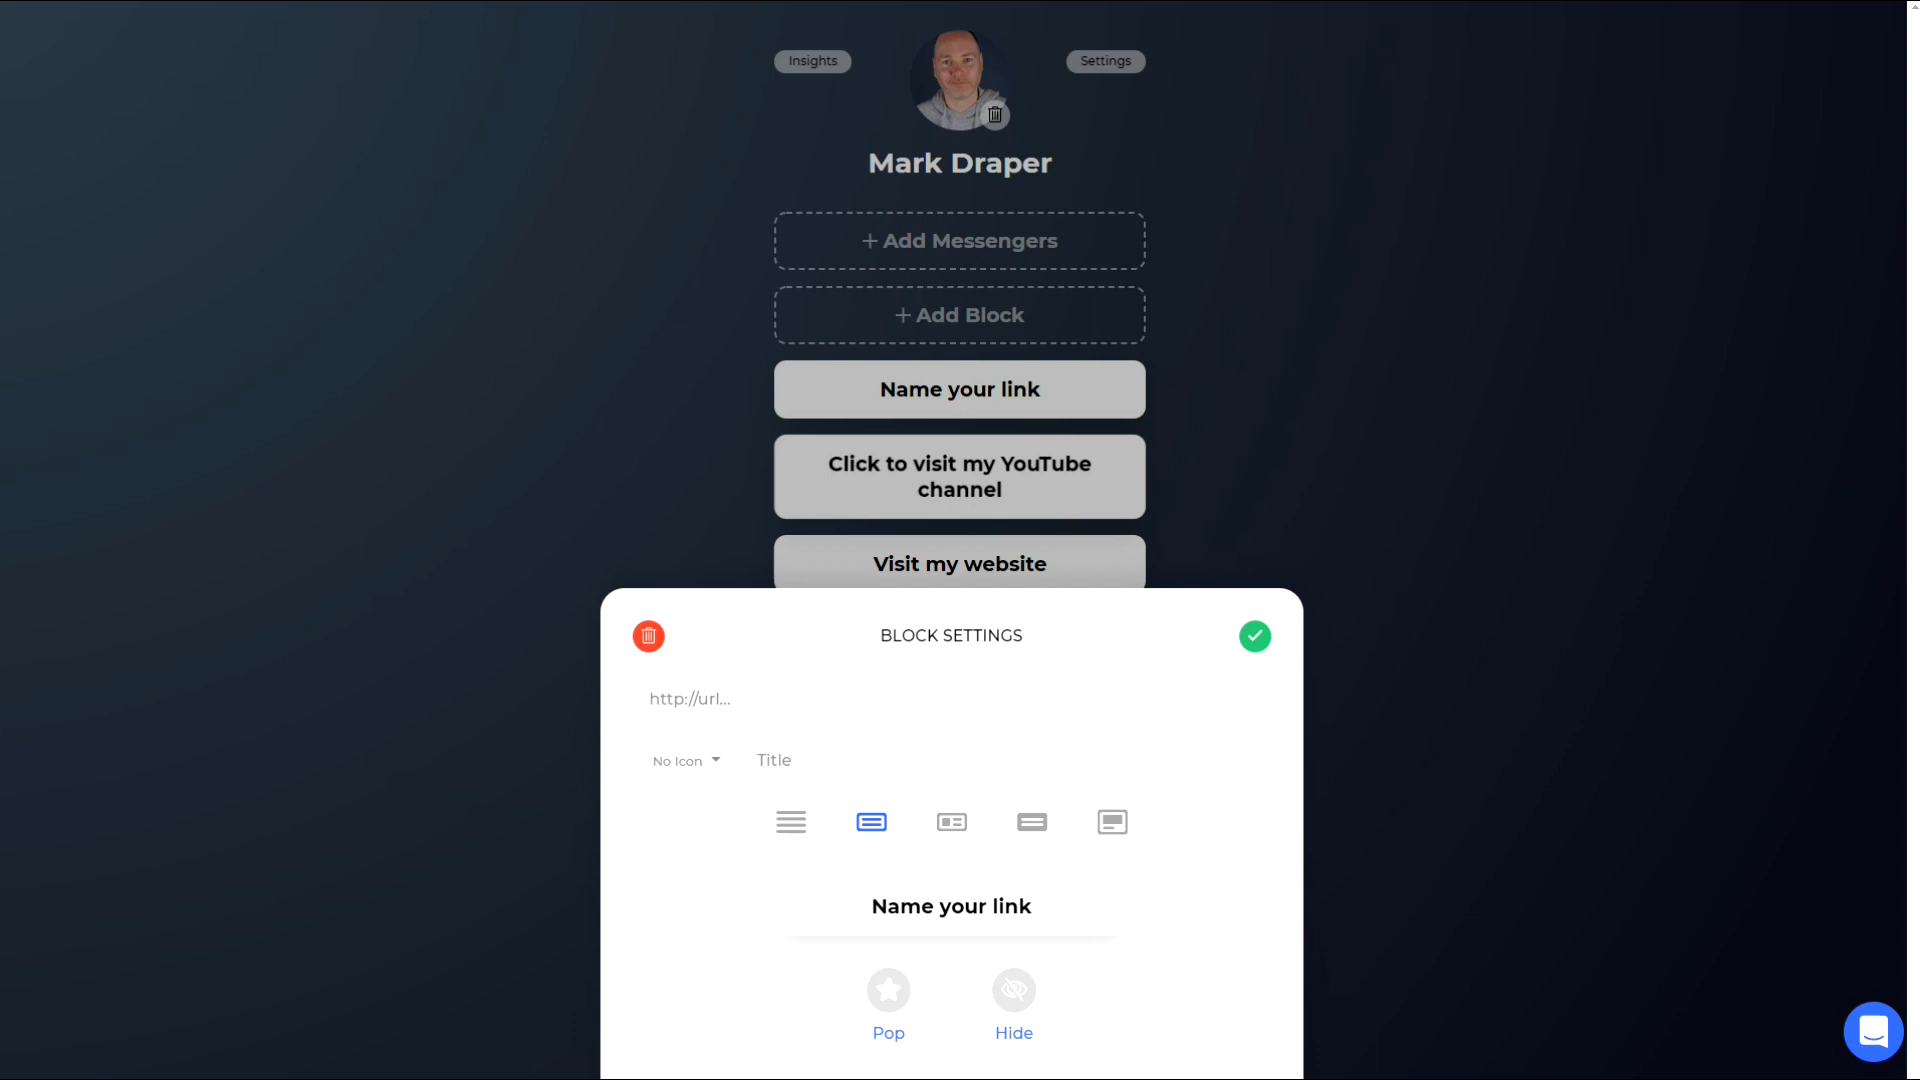 Insights
Settings
Mark Draper
+ Add Messengers
+ Add Block
Name your link
Click to visit my YouTube
channel
Visit my website
BLOCK SETTINGS
http://url...
No Icon
Title
Name your link
Pop
Hide